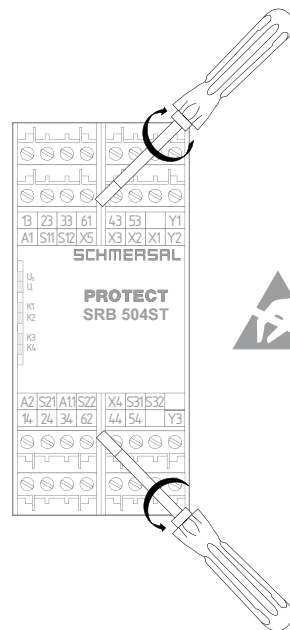 13 23 33 61 43 53 Y1
A1 S11 S12 X5 X3 X2 X1 Y2
SCHMERSAL
UB
Ui
K1
K2
PROTECT
SRB 504ST
K3
K4
A2 S21 A11 S22 X4 S31 S32
14 24 34 62 44 54 Y3